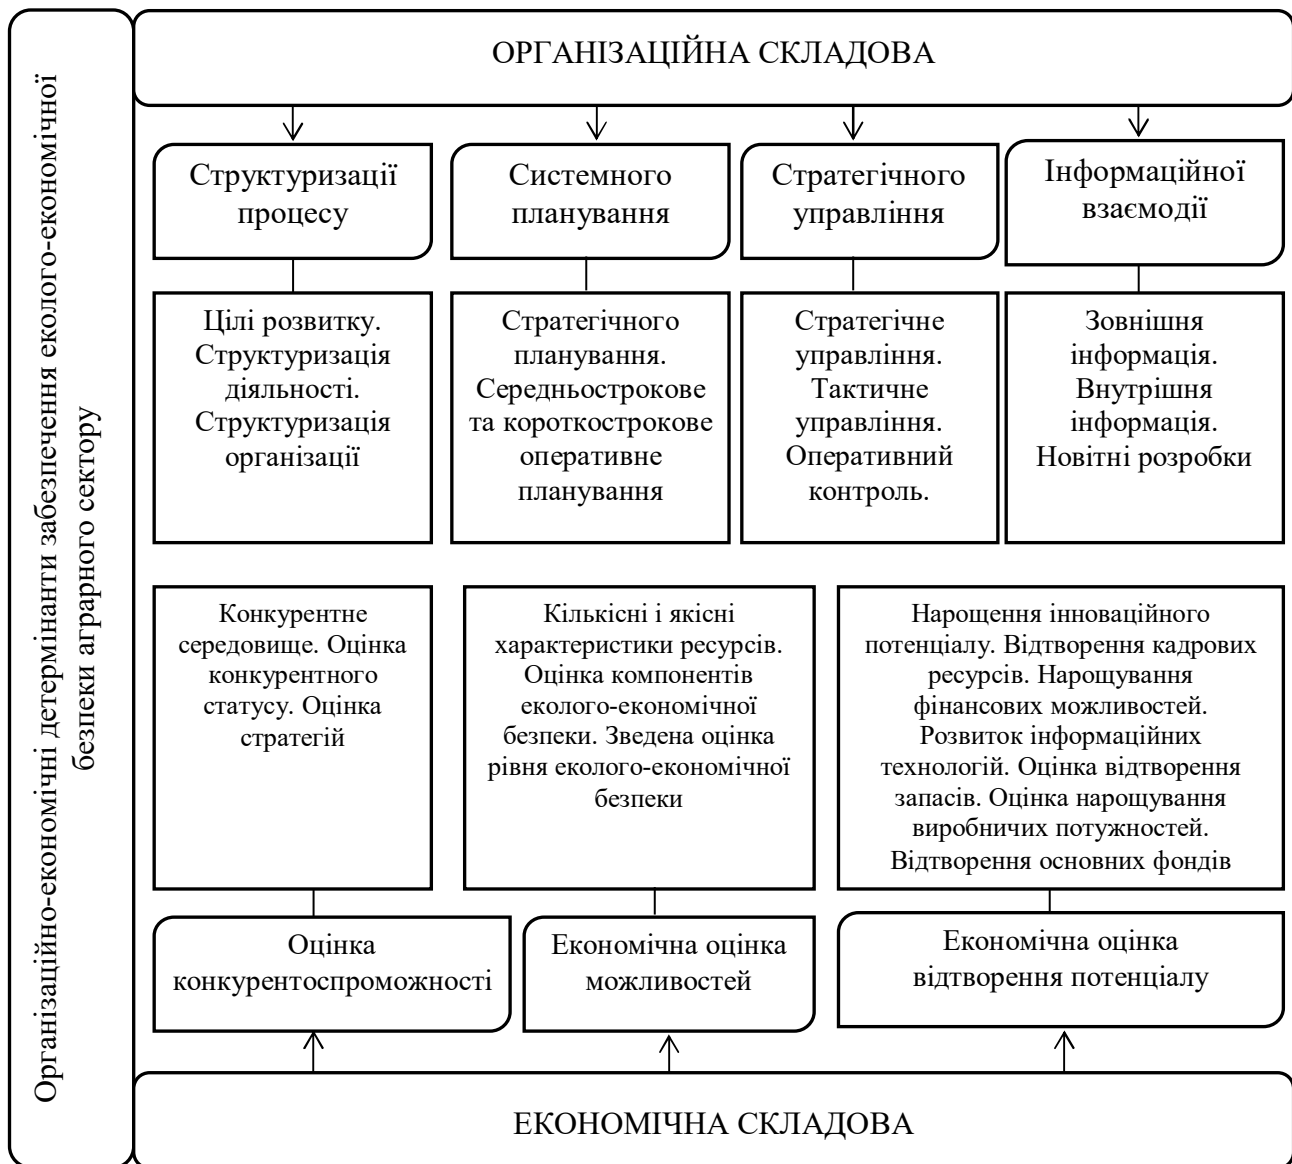 Організаційно-економічні детермінанти забезпечення еколого-економічної
безпеки аграрного сектору
ОРГАНІЗАЦІЙНА СКЛАДОВА
Структуризації
процесу
Системного
планування
Стратегічного
управління
Інформаційної
взаємодії
Цілі розвитку.
Структуризація
діяльності.
Структуризація
організації
Стратегічного
планування.
Середньострокове
та короткострокове
оперативне
планування
Стратегічне
управління.
Тактичне
управління.
Оперативний
контроль.
Зовнішня
інформація.
Внутрішня
інформація.
Новітні розробки
Конкурентне
середовище. Оцінка
конкурентного
статусу. Оцінка
стратегій
Кількісні і якісні
характеристики ресурсів.
Оцінка компонентів
еколого-економічної
безпеки. Зведена оцінка
рівня еколого-економічної
безпеки
Нарощення інноваційного
потенціалу. Відтворення кадрових
ресурсів. Нарощування
фінансових можливостей.
Розвиток інформаційних
технологій. Оцінка відтворення
запасів. Оцінка нарощування
виробничих потужностей.
Відтворення основних фондів
Оцінка
конкурентоспроможності
Економічна оцінка
можливостей
Економічна оцінка
відтворення потенціалу
ЕКОНОМІЧНА СКЛАДОВА